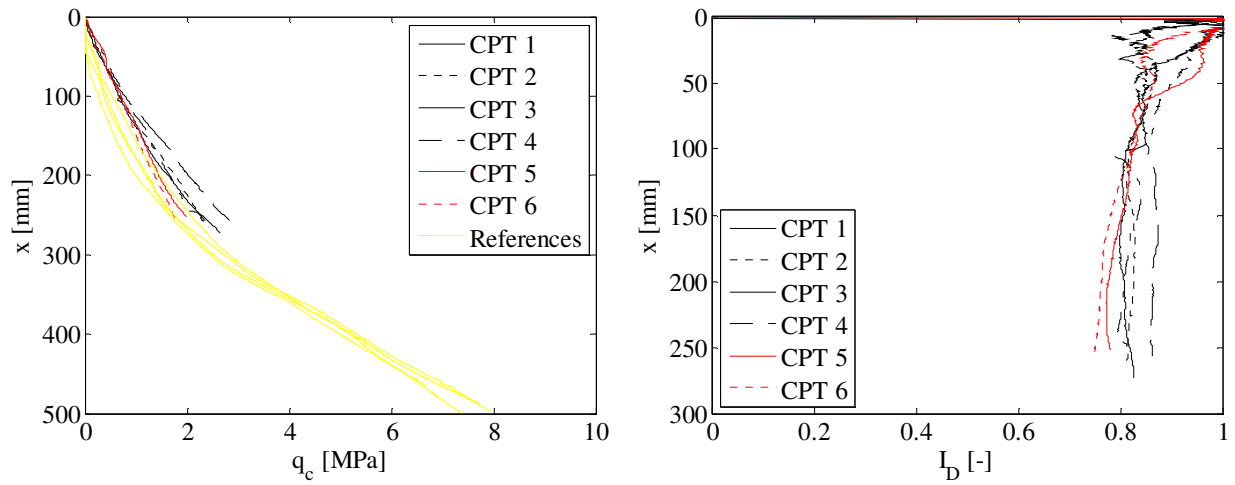 0
100
200
300
400
500
x [mm]
0
2
4
6
8
10
q_c [MPa]
CPT 1
CPT 2
CPT 3
CPT 4
CPT 5
CPT 6
References
0
50
100
150
200
250
300
x [mm]
0
0.2
0.4
0.6
0.8
1
I_D [-]
CPT 1
CPT 2
CPT 3
CPT 4
CPT 5
CPT 6